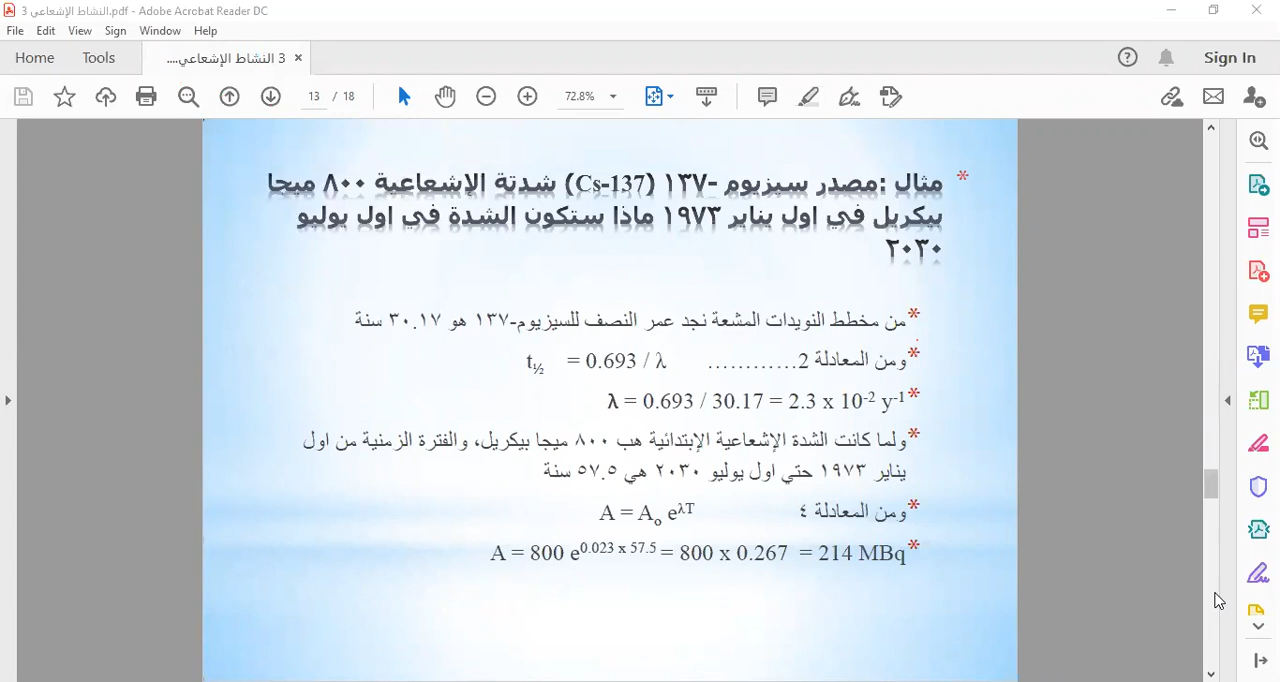 النشاط الإشعاعي 3.pdf - Adobe Acrobat Reader DC
File Edit View Sign Window Help
Home Tools 3 النشاط الإشعاعي.... × Sign In
13 / 18 72.8%
* مثال :مصدر سيزيوم -١٣٧ (Cs-137) شدتة الإشعاعية ٨٠٠ ميجا
بيكريل في اول يناير ١٩٧٣ ماذا ستكون الشدة في اول يوليو
٢٠٣٠
*من مخطط النويدات المشعة نجد عمر النصف للسيزيوم-١٣٧ هو ٣٠.١٧ سنة
*ومن المعادلة 2............ t½ = 0.693 / λ
*λ = 0.693 / 30.17 = 2.3 x 10⁻² y⁻¹
*ولما كانت الشدة الإشعاعية الإبتدائية هب ٨٠٠ ميجا بيكريل، والفترة الزمنية من اول
يناير ١٩٧٣ حتي اول يوليو ٢٠٣٠ هي ٥٧.٥ سنة
*ومن المعادلة ٤ A = Aₒ e^λT
*A = 800 e^0.023 x 57.5 = 800 x 0.267 = 214 MBq